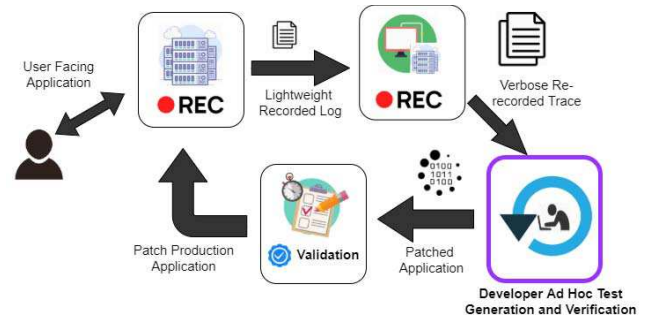 User Facing
Application
REC
Lightweight
Recorded Log
REC
Verbose Re-
recorded Trace
0100
1011
0100
Patch Production
Application
Validation
Patched
Application
Developer Ad Hoc Test
Generation and Verification